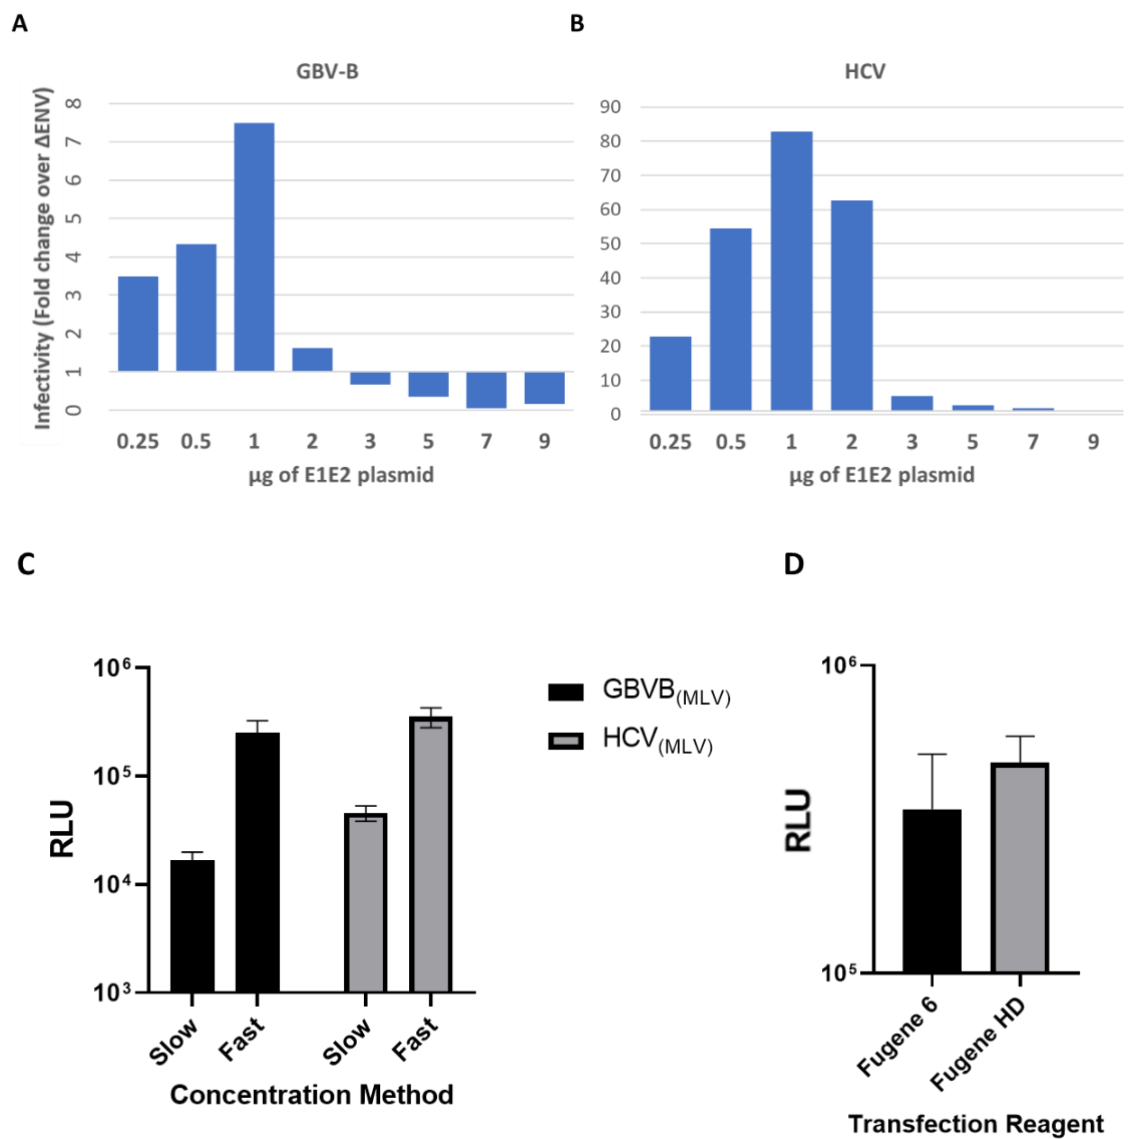 A
B
GBV-B
HCV
Infectivity (Fold change over ΔENV)
8
7
6
5
4
3
2
1
0
90
80
70
60
50
40
30
20
10
0
0.25 0.5 1 2 3 5 7 9
0.25 0.5 1 2 3 5 7 9
µg of E1E2 plasmid
µg of E1E2 plasmid
C
D
RLU
10⁶
10⁵
10⁴
10³
GBVB(MLV)
HCV(MLV)
Slow Fast Slow Fast
Concentration Method
RLU
10⁶
10⁵
Fugene 6
Fugene HD
Transfection Reagent